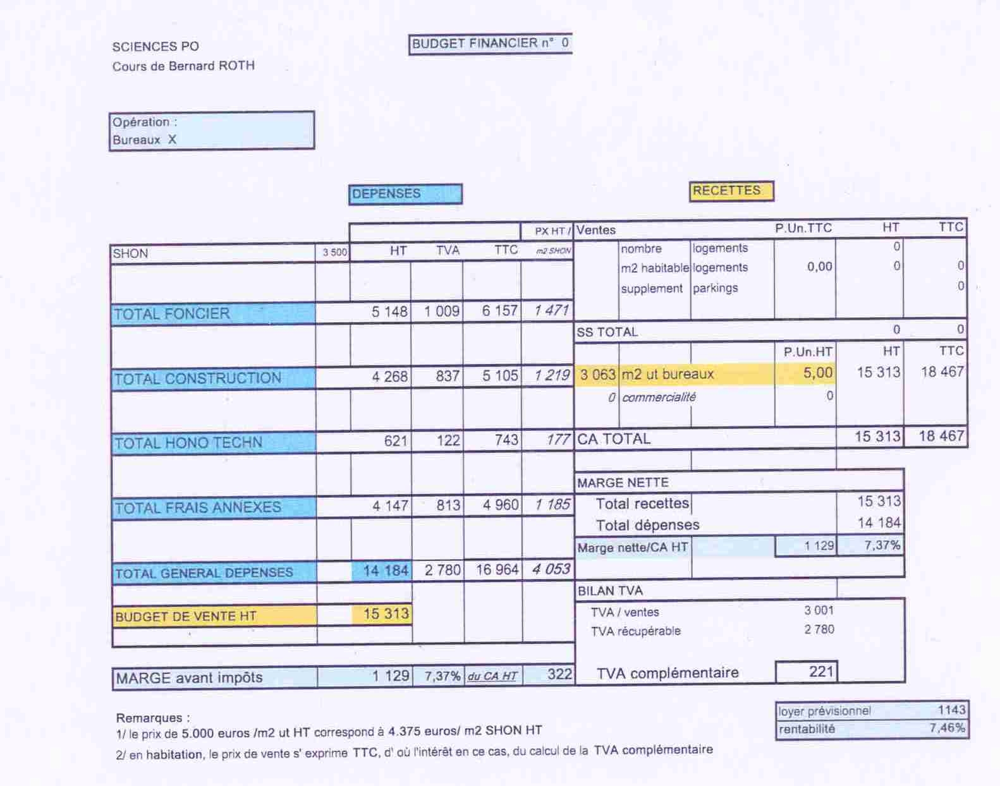 SCIENCES PO
Cours de Bernard ROTH
BUDGET FINANCIER n° 0
Opération :
Bureaux X
DEPENSES
RECETTES
SHON 3 500 HT TVA TTC PX HT / m2 SHON
TOTAL FONCIER 5 148 1 009 6 157 1 471
TOTAL CONSTRUCTION 4 268 837 5 105 1 219
TOTAL HONO TECHN 621 122 743 177
TOTAL FRAIS ANNEXES 4 147 813 4 960 1 185
TOTAL GENERAL DEPENSES 14 184 2 780 16 964 4 053
BUDGET DE VENTE HT 15 313
MARGE avant impôts 1 129 7,37% du CA HT 322
Ventes P.Un.TTC HT TTC
nombre logements 0
m2 habitable logements 0,00 0 0
supplement parkings 0
SS TOTAL 0 0
P.Un.HT HT TTC
3 063 m2 ut bureaux 5,00 15 313 18 467
0 commercialité 0
CA TOTAL 15 313 18 467
MARGE NETTE
Total recettes 15 313
Total dépenses 14 184
Marge nette/CA HT 1 129 7,37%
BILAN TVA
TVA / ventes 3 001
TVA récupérable 2 780
TVA complémentaire 221
loyer prévisionnel 1143
rentabilité 7,46%
Remarques :
1/ le prix de 5.000 euros /m2 ut HT correspond à 4.375 euros/ m2 SHON HT
2/ en habitation, le prix de vente s' exprime TTC, d' où l'intérêt en ce cas, du calcul de la TVA complémentaire